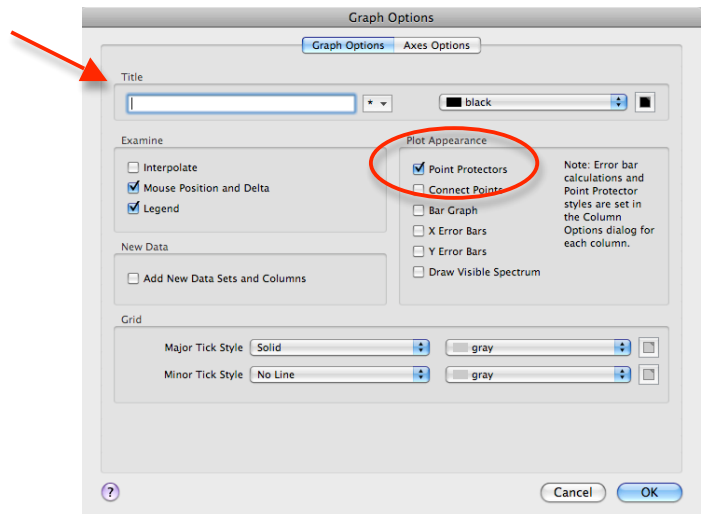 Graph Options
Graph Options Axes Options
Title
* black
Examine
Interpolate
Mouse Position and Delta
Legend
Plot Appearance
Point Protectors
Connect Points
Bar Graph
X Error Bars
Y Error Bars
Draw Visible Spectrum
Note: Error bar
calculations and
Point Protector
styles are set in
the Column
Options dialog for
each column.
New Data
Add New Data Sets and Columns
Grid
Major Tick Style Solid gray
Minor Tick Style No Line gray
? Cancel OK